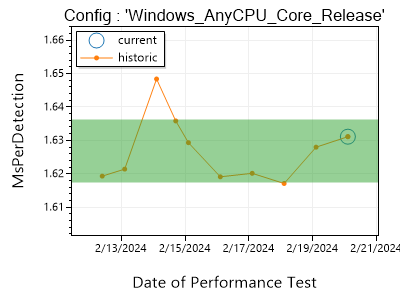 Config : 'Windows_AnyCPU_Core_Release'
current
historic
1.66
1.65
1.64
1.63
1.62
1.61
MsPerDetection
2/13/2024
2/15/2024
2/17/2024
2/19/2024
2/21/2024
Date of Performance Test